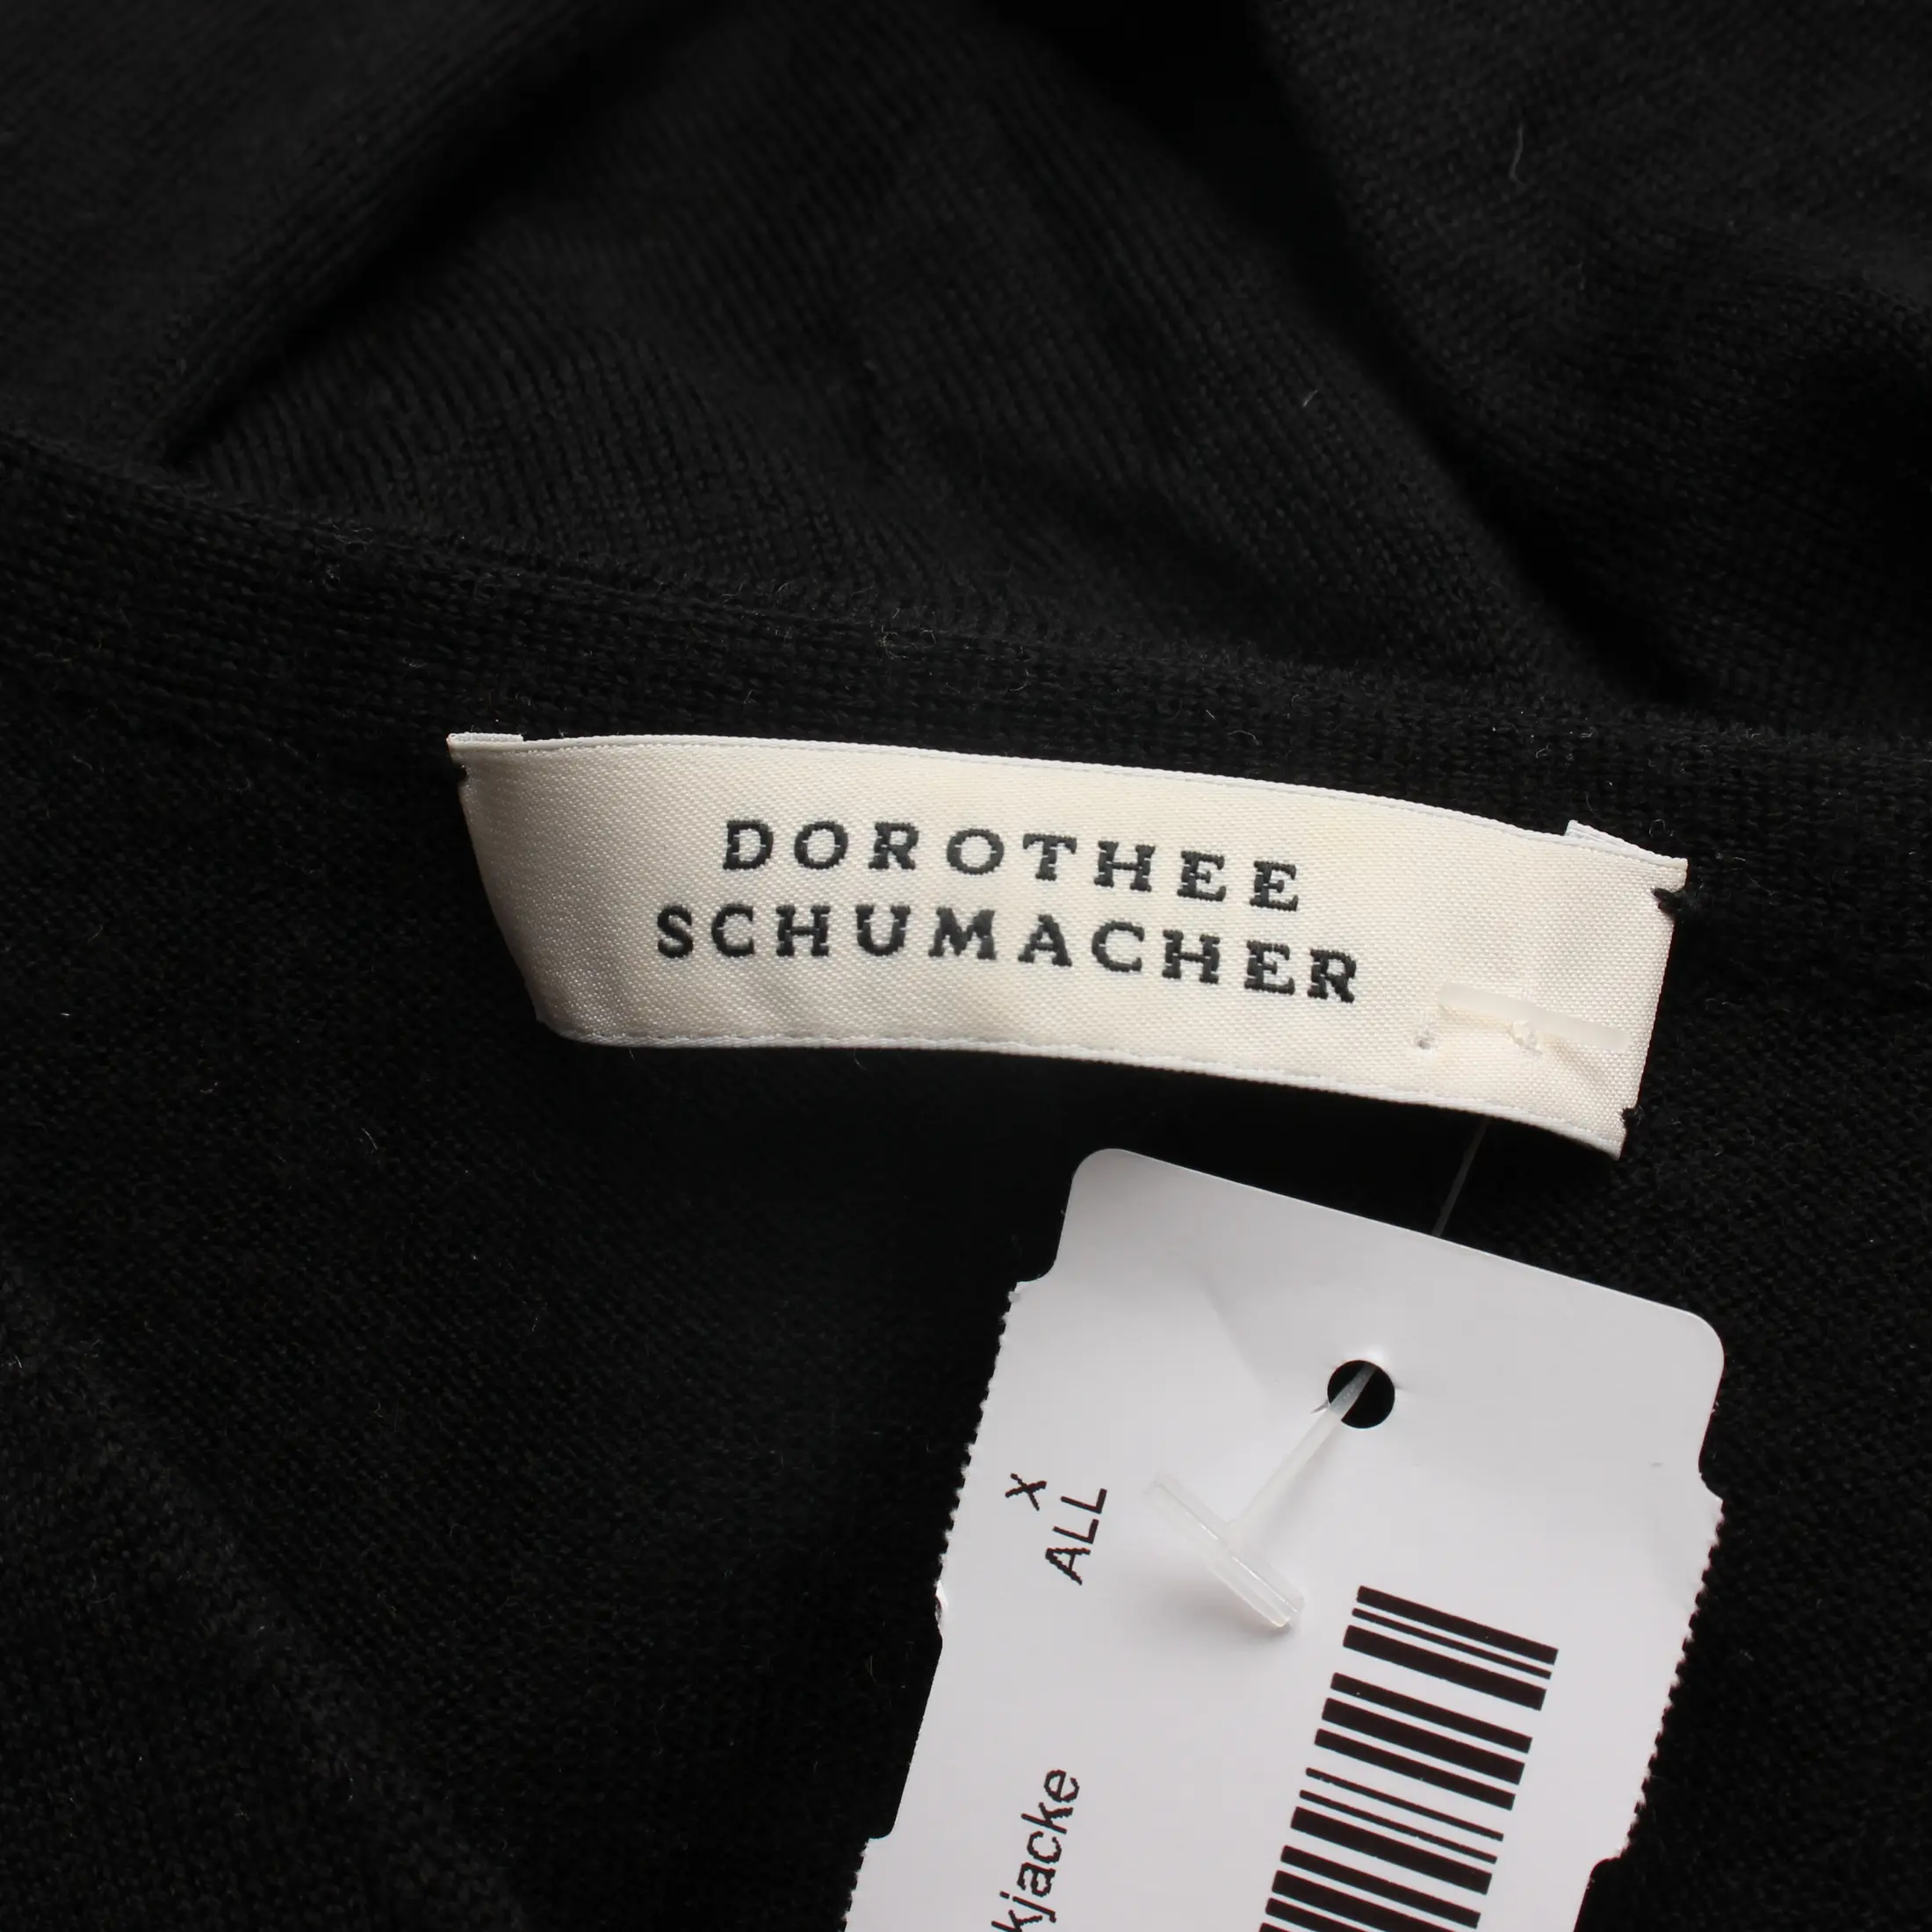 DOROTHEE
SCHUMACHER
X
ALL
kjacke